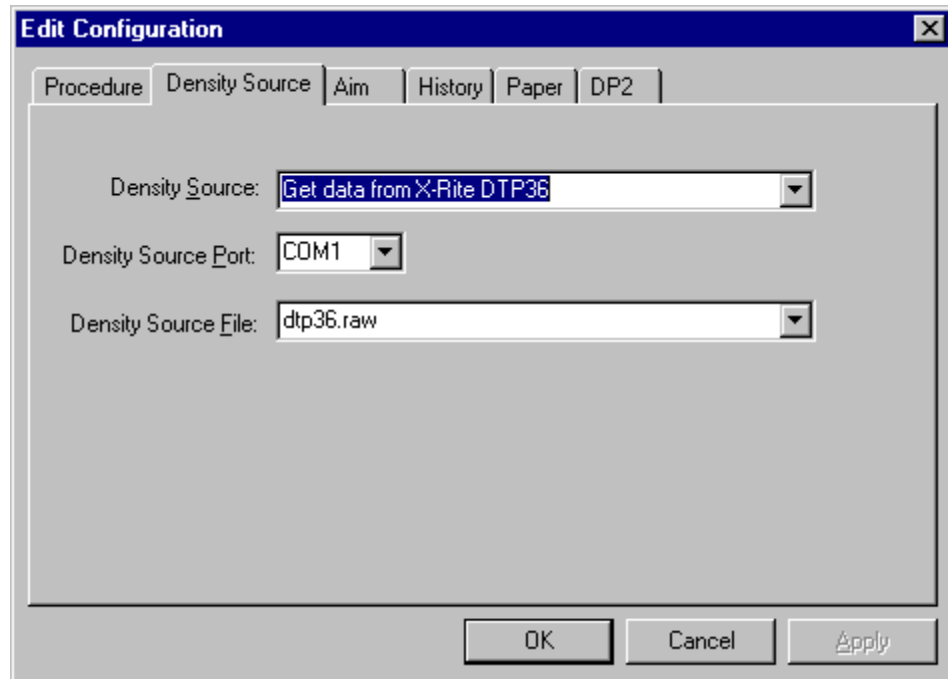 Edit Configuration
Procedure Density Source Aim History Paper DP2
Density Source: Get data from X-Rite DTP36
Density Source Port: COM1
Density Source File: dtp36.raw
OK Cancel Apply